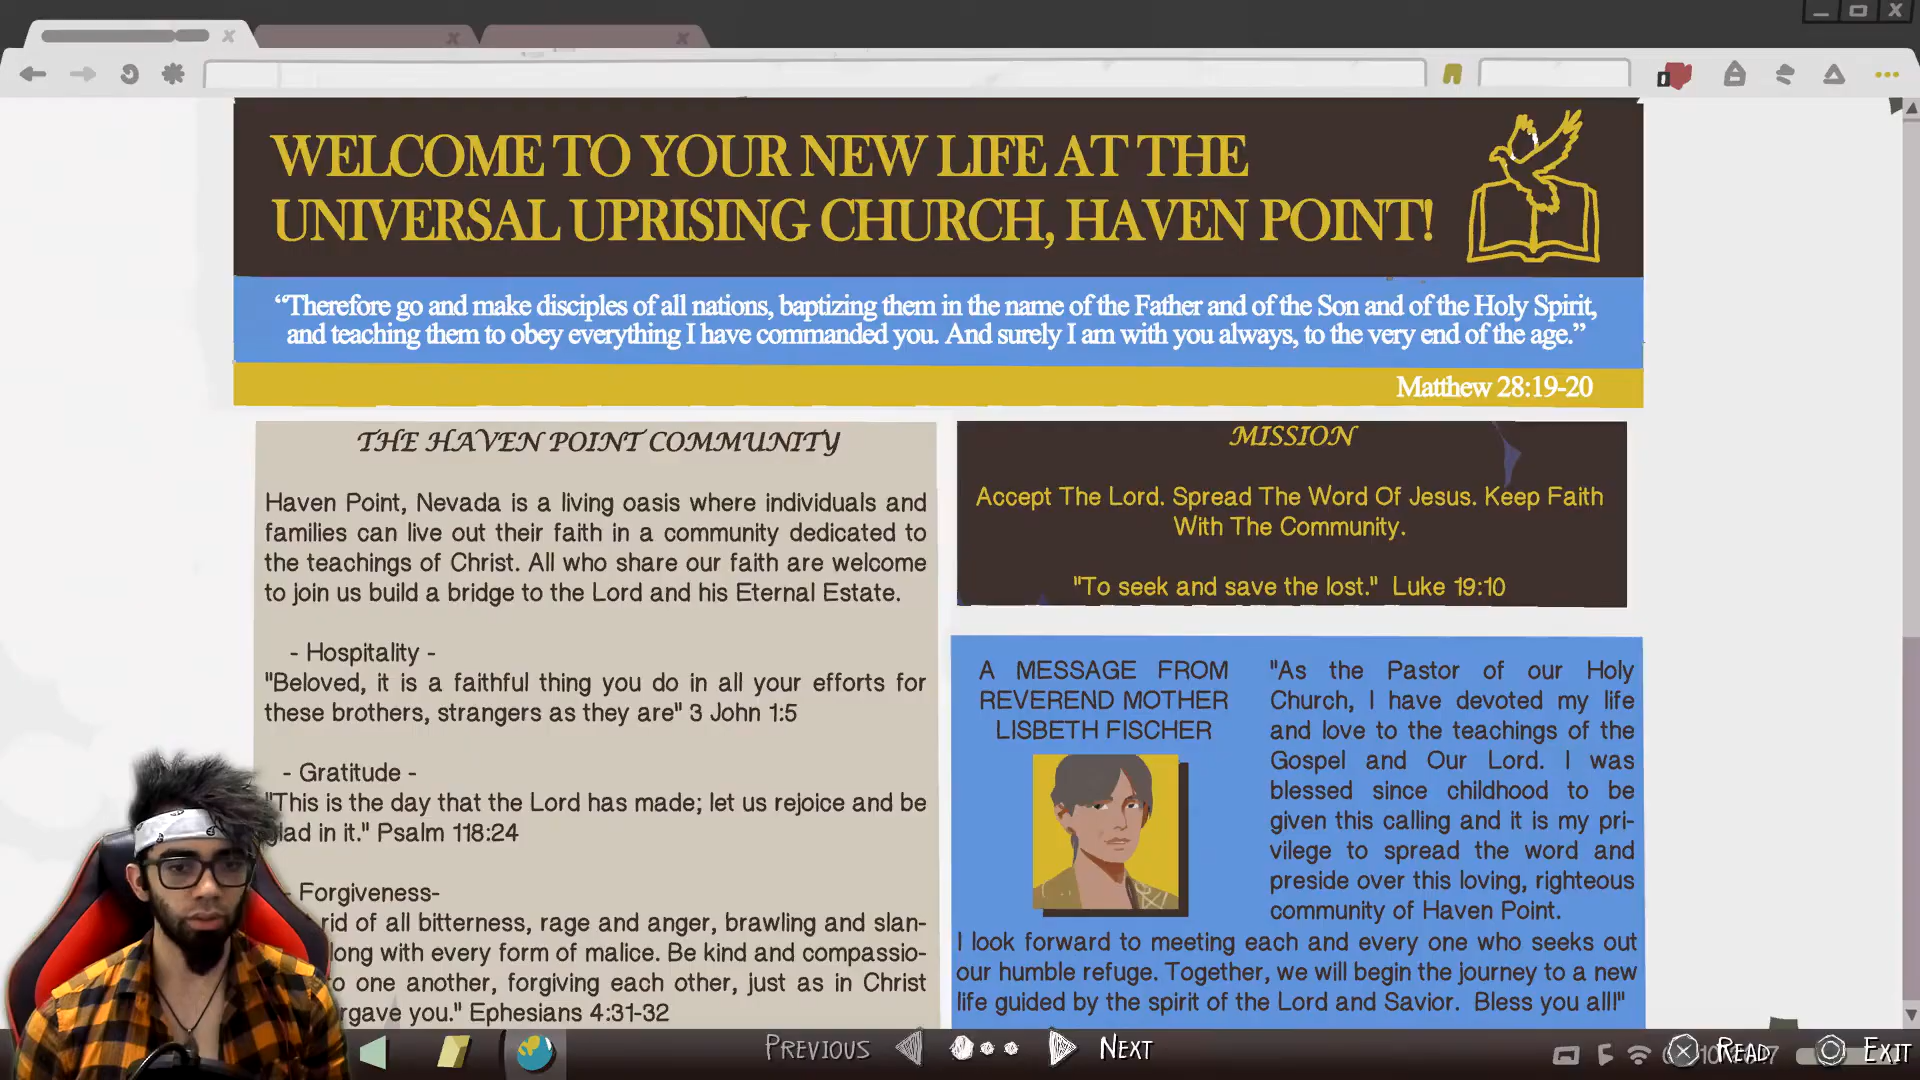 WELCOME TO YOUR NEW LIFE AT THE
UNIVERSAL UPRISING CHURCH, HAVEN POINT!
“Therefore go and make disciples of all nations, baptizing them in the name of the Father and of the Son and of the Holy Spirit,
and teaching them to obey everything I have commanded you. And surely I am with you always, to the very end of the age.”
Matthew 28:19-20
THE HAVEN POINT COMMUNITY
Haven Point, Nevada is a living oasis where individuals and
families can live out their faith in a community dedicated to
the teachings of Christ. All who share our faith are welcome
to join us build a bridge to the Lord and his Eternal Estate.
- Hospitality -
"Beloved, it is a faithful thing you do in all your efforts for
these brothers, strangers as they are" 3 John 1:5
- Gratitude -
"This is the day that the Lord has made; let us rejoice and be
glad in it." Psalm 118:24
- Forgiveness-
rid of all bitterness, rage and anger, brawling and slan-
long with every form of malice. Be kind and compassio-
o one another, forgiving each other, just as in Christ
rgave you." Ephesians 4:31-32
MISSION
Accept The Lord. Spread The Word Of Jesus. Keep Faith
With The Community.
"To seek and save the lost." Luke 19:10
A MESSAGE FROM
REVEREND MOTHER
LISBETH FISCHER
"As the Pastor of our Holy
Church, I have devoted my life
and love to the teachings of the
Gospel and Our Lord. I was
blessed since childhood to be
given this calling and it is my pri-
vilege to spread the word and
preside over this loving, righteous
community of Haven Point.
I look forward to meeting each and every one who seeks out
our humble refuge. Together, we will begin the journey to a new
life guided by the spirit of the Lord and Savior. Bless you all!"
PREVIOUS
NEXT
READ
EXIT